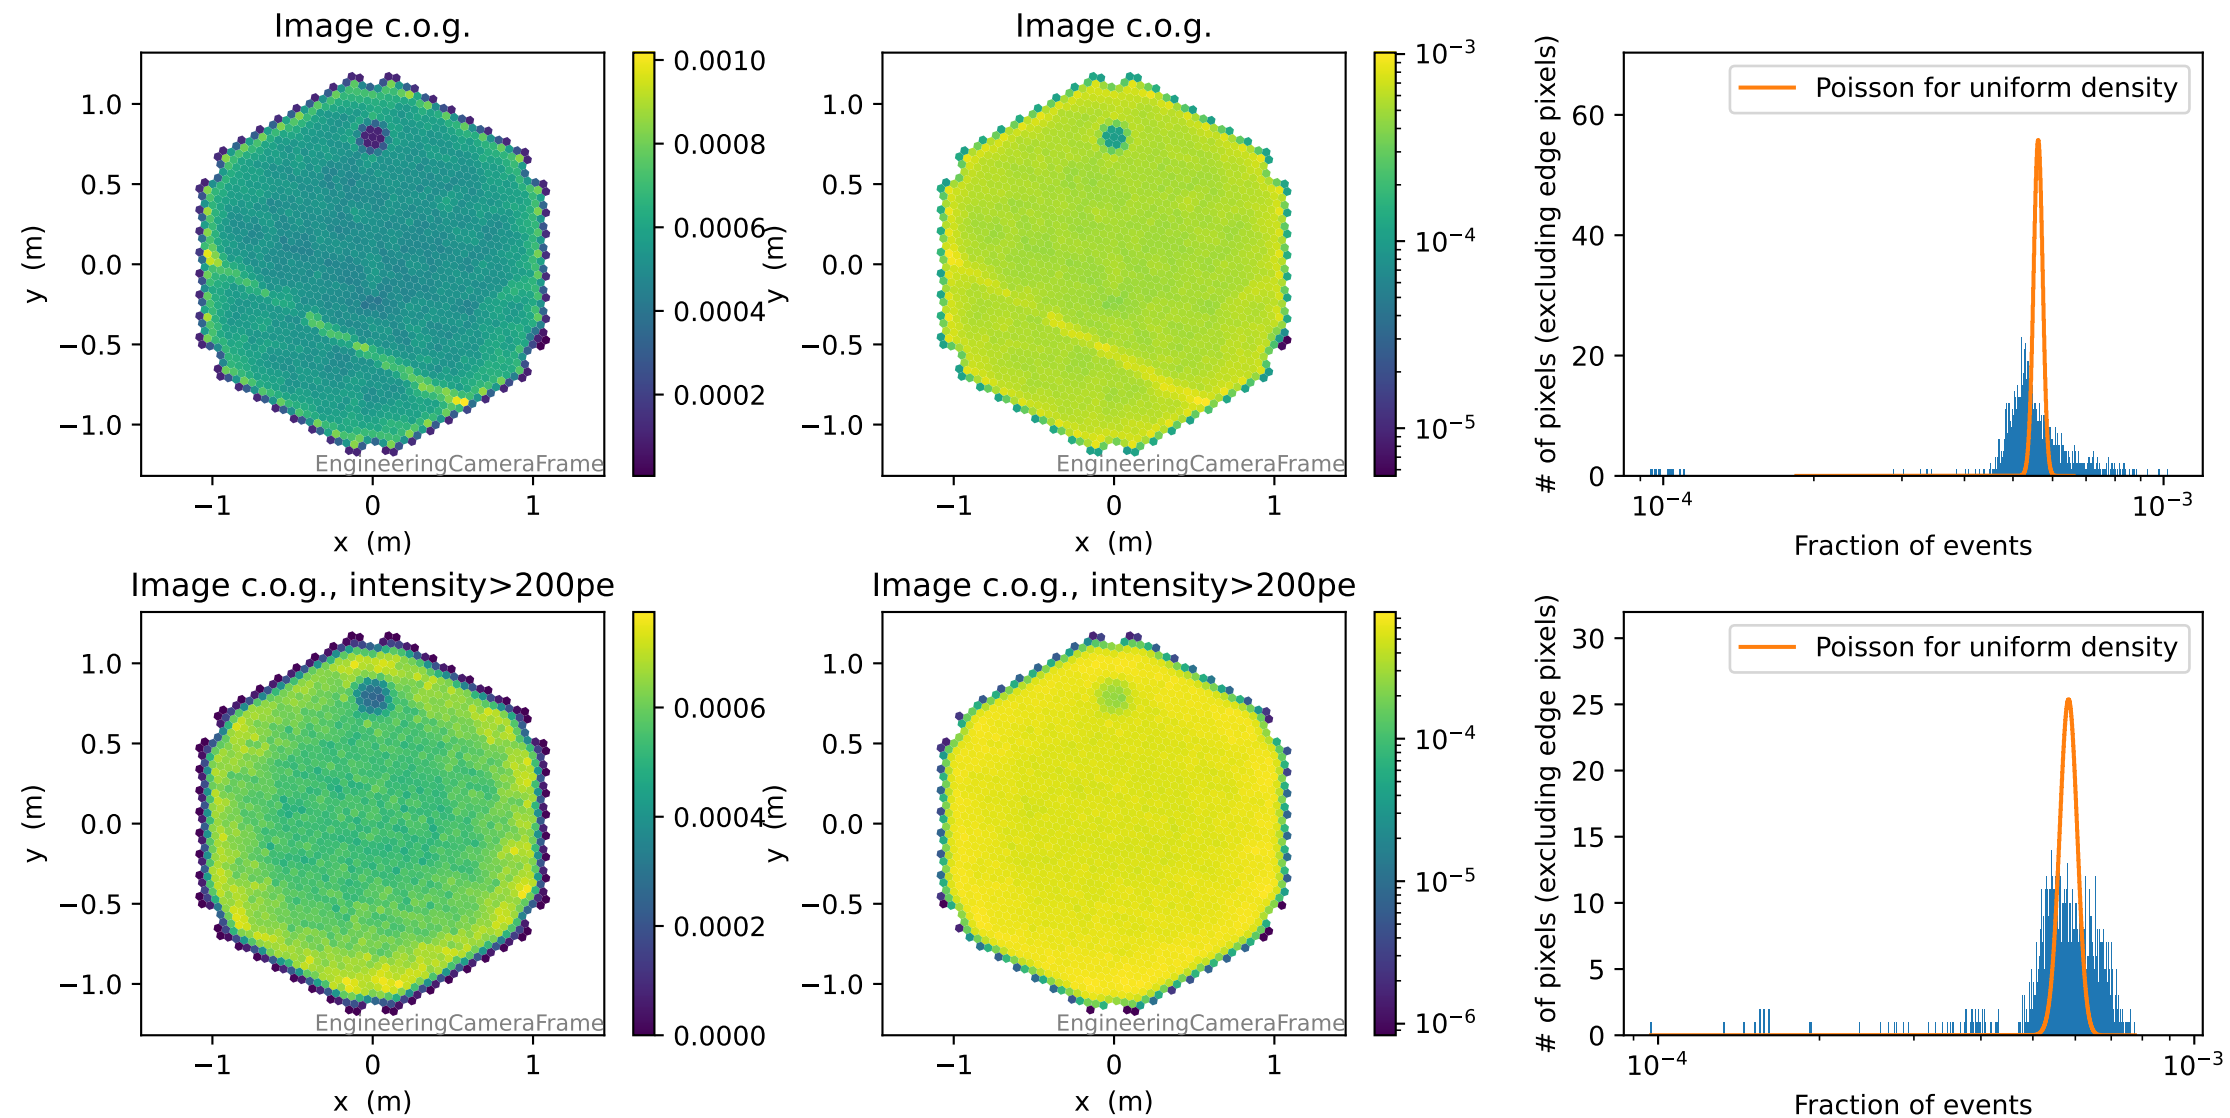 Image c.o.g.
1.0
0.5
0.0
−0.5
−1.0
y (m)
−1 0 1
x (m)
EngineeringCameraFrame
0.0010
0.0008
0.0006
0.0004
0.0002
Image c.o.g.
1.0
0.5
0.0
−0.5
−1.0
y (m)
−1 0 1
x (m)
EngineeringCameraFrame
10⁻³
10⁻⁴
10⁻⁵
# of pixels (excluding edge pixels)
60
40
20
0
Poisson for uniform density
10⁻⁴ 10⁻³
Fraction of events
Image c.o.g., intensity>200pe
1.0
0.5
0.0
−0.5
−1.0
y (m)
−1 0 1
x (m)
EngineeringCameraFrame
0.0006
0.0004
0.0002
0.0000
Image c.o.g., intensity>200pe
1.0
0.5
0.0
−0.5
−1.0
y (m)
−1 0 1
x (m)
EngineeringCameraFrame
10⁻⁴
10⁻⁵
10⁻⁶
# of pixels (excluding edge pixels)
30
25
20
15
10
5
0
Poisson for uniform density
10⁻⁴ 10⁻³
Fraction of events